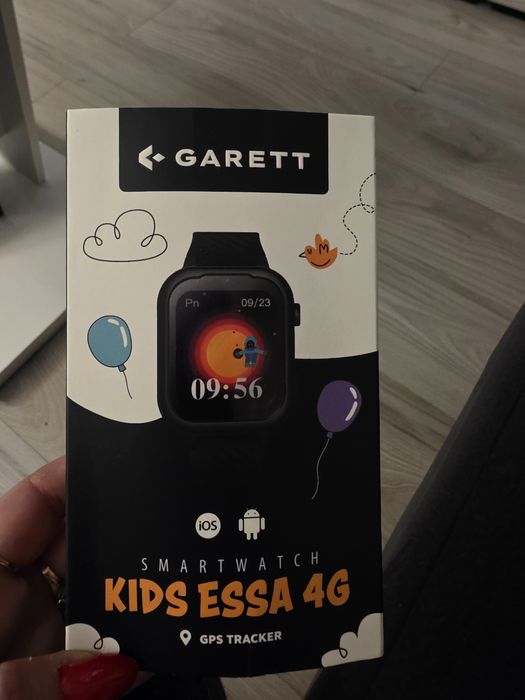 GARETT
Pn 09/23
09:56
iOS
SMARTWATCH
KIDS ESSA 4G
GPS TRACKER